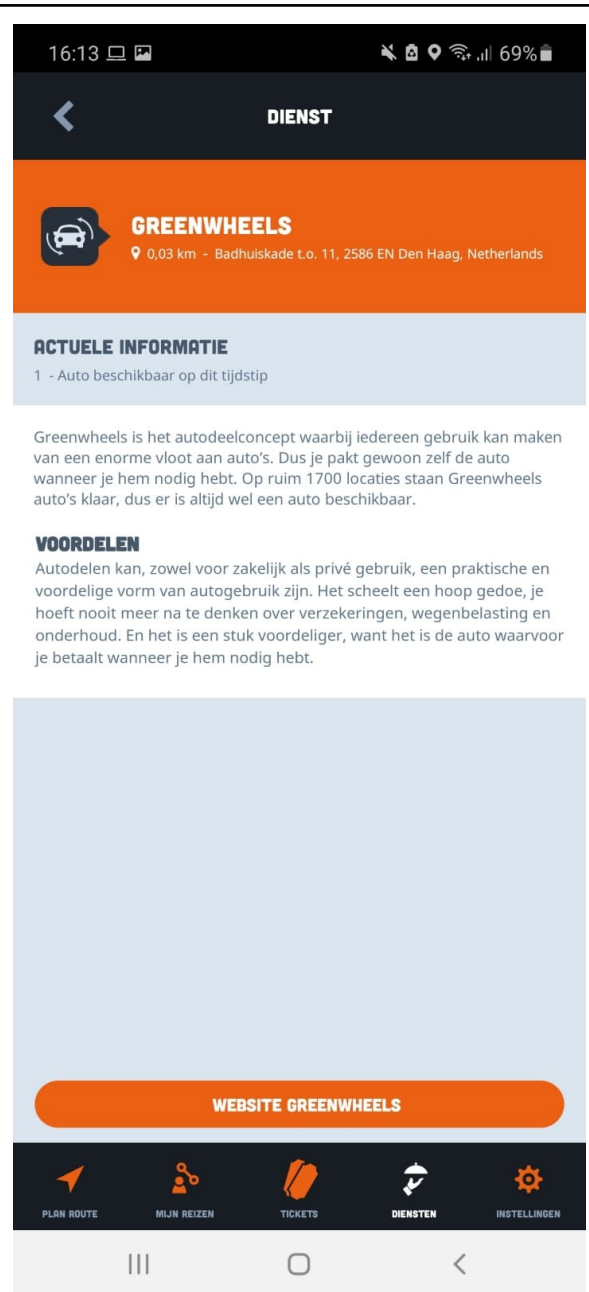 16:13 69%
DIENST
GREENWHEELS
0,03 km - Badhuiskade t.o. 11, 2586 EN Den Haag, Netherlands
ACTUELE INFORMATIE
1 - Auto beschikbaar op dit tijdstip
Greenwheels is het autodeelconcept waarbij iedereen gebruik kan maken
van een enorme vloot aan auto's. Dus je pakt gewoon zelf de auto
wanneer je hem nodig hebt. Op ruim 1700 locaties staan Greenwheels
auto's klaar, dus er is altijd wel een auto beschikbaar.
VOORDELEN
Autodelen kan, zowel voor zakelijk als privé gebruik, een praktische en
voordelige vorm van autogebruik zijn. Het scheelt een hoop gedoe, je
hoeft nooit meer na te denken over verzekeringen, wegenbelasting en
onderhoud. En het is een stuk voordeliger, want het is de auto waarvoor
je betaalt wanneer je hem nodig hebt.
WEBSITE GREENWHEELS
PLAN ROUTE MIJN REIZEN TICKETS DIENSTEN INSTELLINGEN